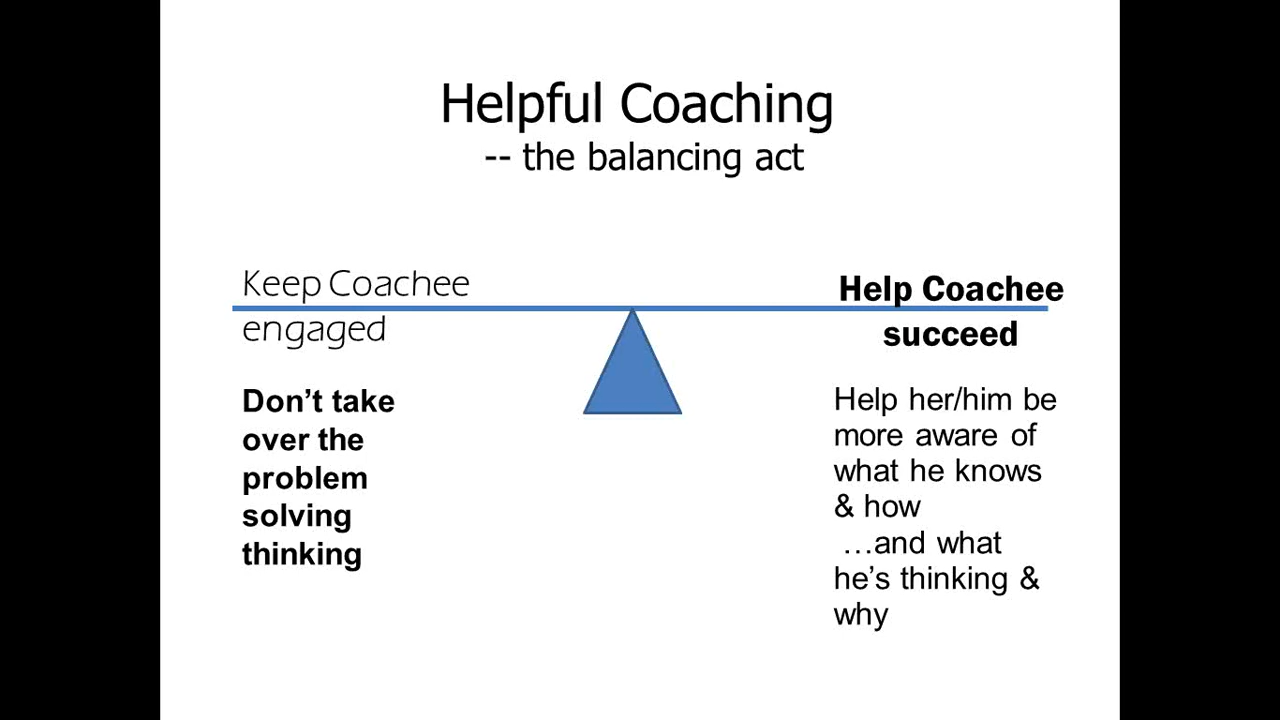 Helpful Coaching
-- the balancing act
Keep Coachee
engaged
Don’t take
over the
problem
solving
thinking
Help Coachee
succeed
Help her/him be
more aware of
what he knows
& how
…and what
he’s thinking &
why